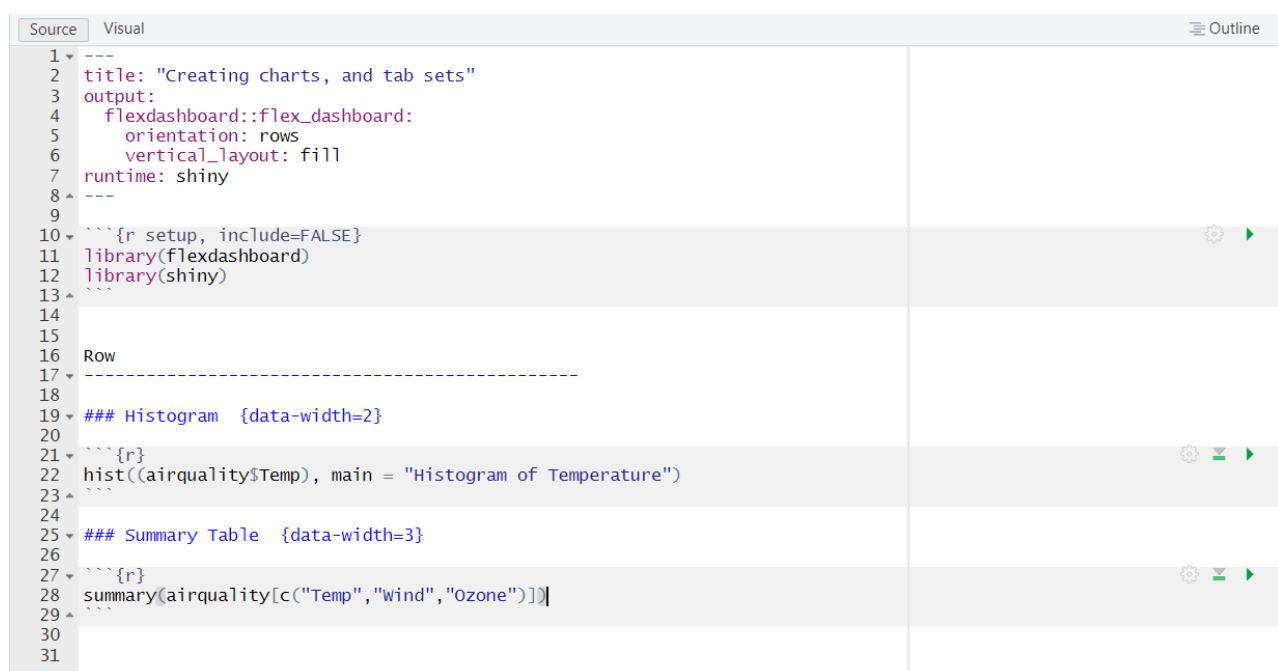 Source Visual Outline
1 ---
2 title: "Creating charts, and tab sets"
3 output:
4   flexdashboard::flex_dashboard:
5     orientation: rows
6     vertical_layout: fill
7 runtime: shiny
8 ---
9
10 ```{r setup, include=FALSE}
11 library(flexdashboard)
12 library(shiny)
13 ```
14
15
16 Row
17 ------------------------------------------------
18
19 ### Histogram  {data-width=2}
20
21 ```{r}
22 hist((airquality$Temp), main = "Histogram of Temperature")
23 ```
24
25 ### Summary Table  {data-width=3}
26
27 ```{r}
28 summary(airquality[c("Temp","Wind","Ozone")])
29 ```
30
31